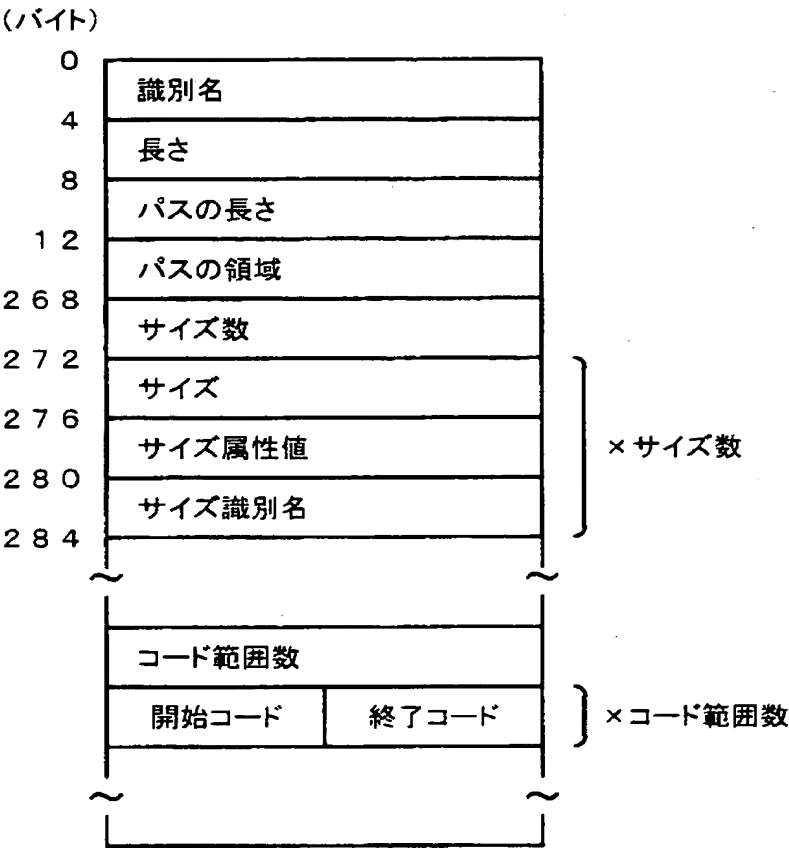 (バイト)
0
識別名
4
長さ
8
パスの長さ
12
パスの領域
268
サイズ数
272
サイズ
276
サイズ属性値
×サイズ数
280
サイズ識別名
284
コード範囲数
開始コード 終了コード ×コード範囲数